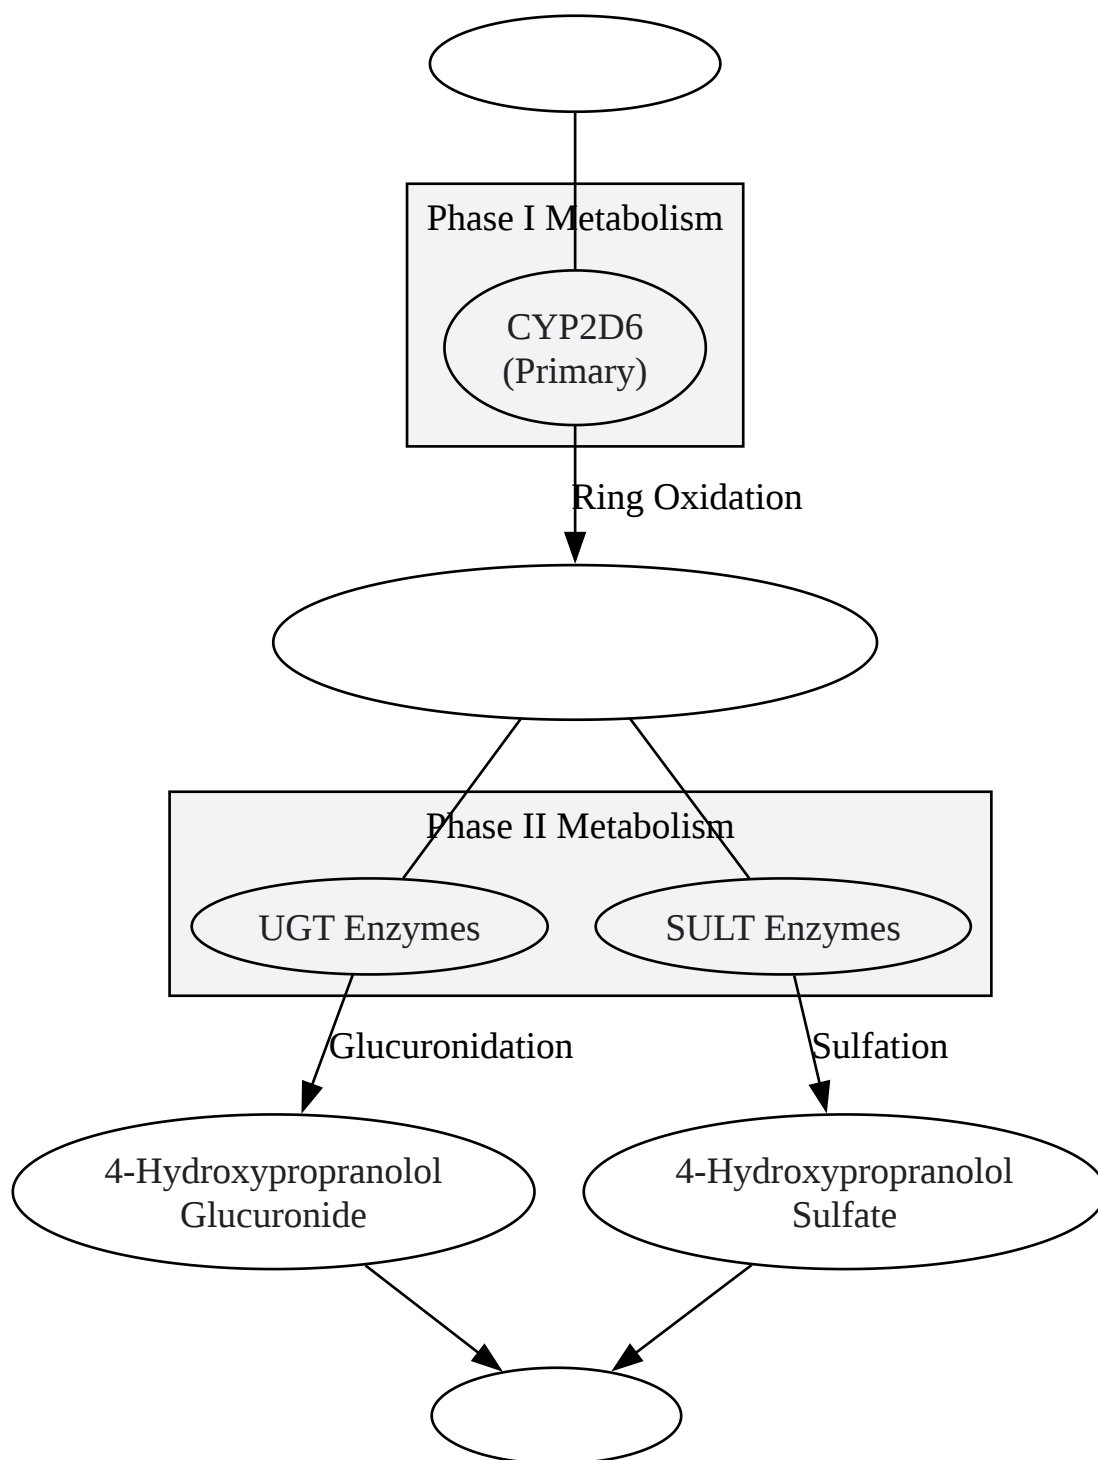 Phase I Metabolism
CYP2D6
(Primary)
Ring Oxidation
Phase II Metabolism
UGT Enzymes
SULT Enzymes
Glucuronidation
Sulfation
4-Hydroxypropranolol
Glucuronide
4-Hydroxypropranolol
Sulfate